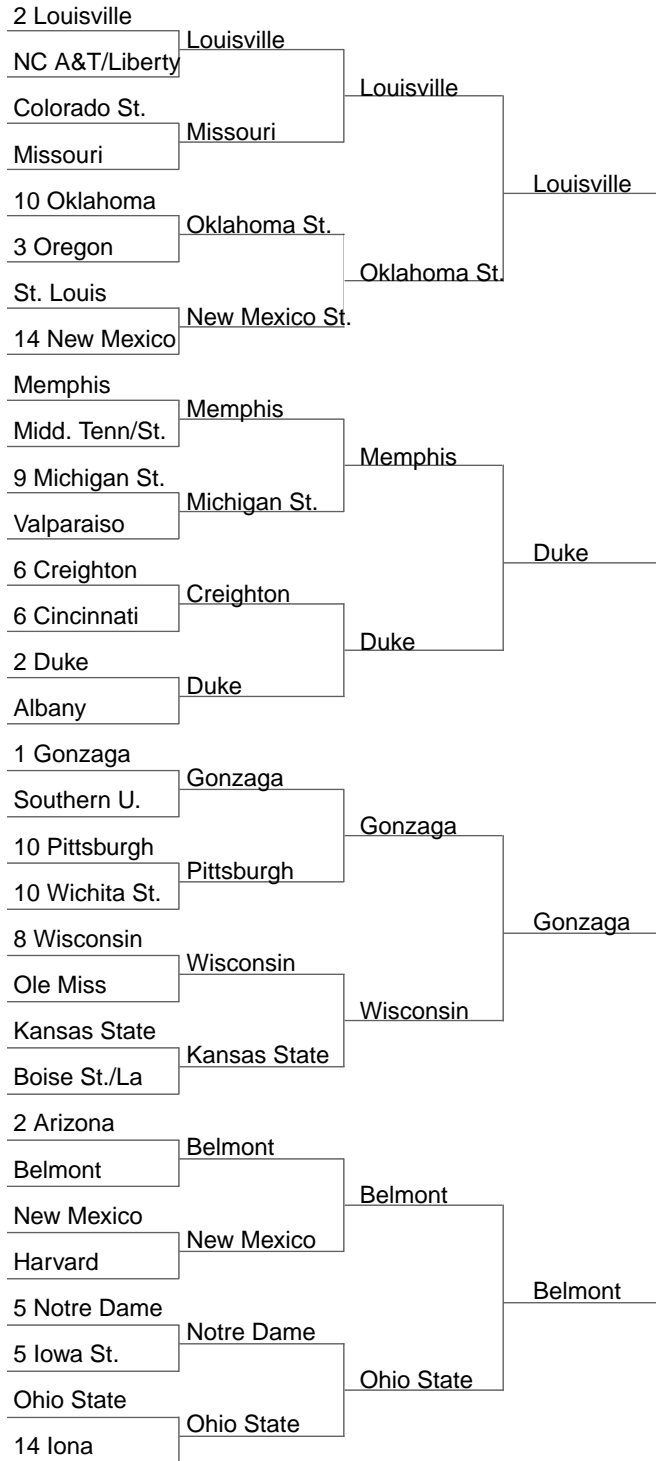 2 Louisville
NC A&T/Liberty
Colorado St.
Missouri
10 Oklahoma
3 Oregon
St. Louis
14 New Mexico
Memphis
Midd. Tenn/St.
9 Michigan St.
Valparaiso
6 Creighton
6 Cincinnati
2 Duke
Albany
1 Gonzaga
Southern U.
10 Pittsburgh
10 Wichita St.
8 Wisconsin
Ole Miss
Kansas State
Boise St./La
2 Arizona
Belmont
New Mexico
Harvard
5 Notre Dame
5 Iowa St.
Ohio State
14 Iona
Louisville
Missouri
Oklahoma St.
New Mexico St.
Memphis
Michigan St.
Creighton
Duke
Gonzaga
Pittsburgh
Wisconsin
Kansas State
Belmont
New Mexico
Notre Dame
Ohio State
Louisville
Oklahoma St.
Memphis
Duke
Gonzaga
Wisconsin
Belmont
Ohio State
Louisville
Duke
Gonzaga
Belmont